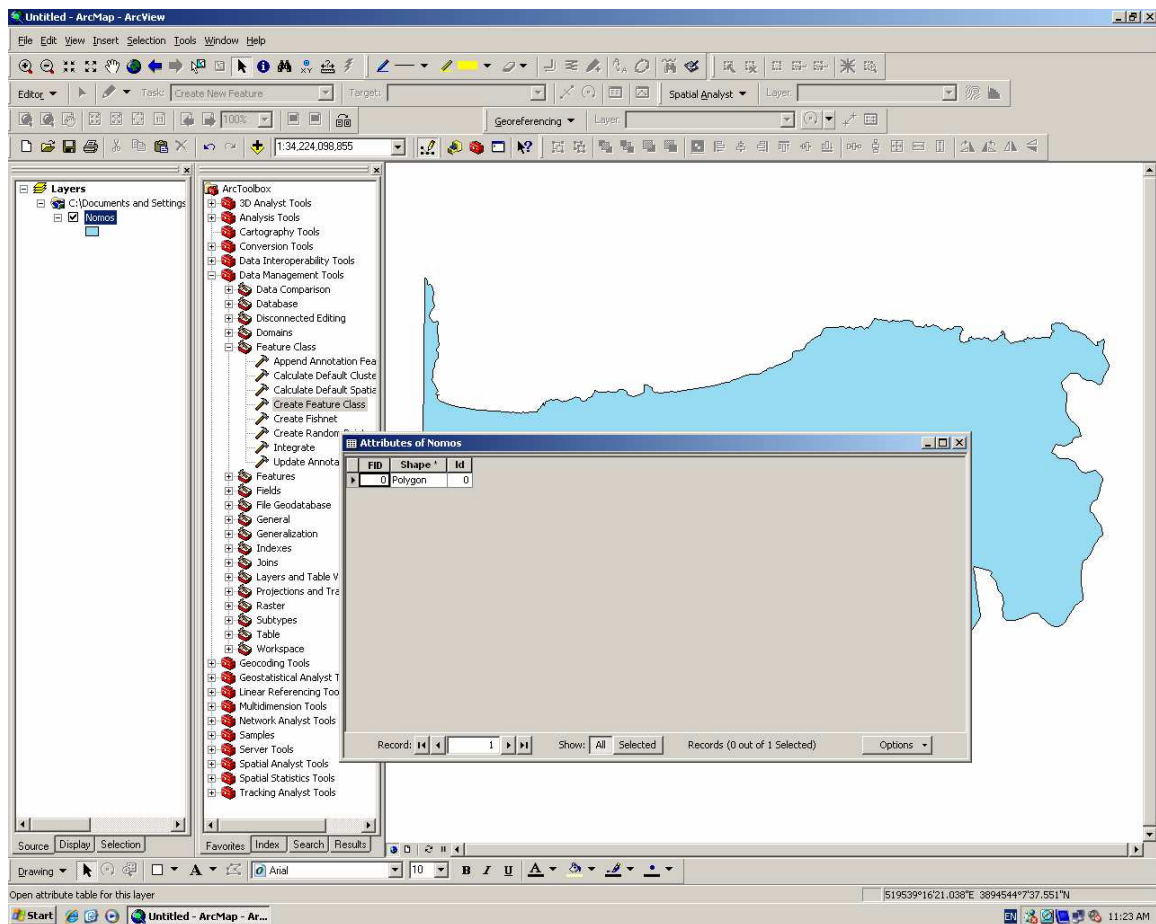 Untitled - ArcMap - ArcView
File Edit View Insert Selection Tools Window Help
Editor Task: Create New Feature Target: Spatial Analyst Layer:
100% Georeferencing Layer:
1:34,224,098,855
Layers
C:\Documents and Settings
Nomos
ArcToolbox
3D Analyst Tools
Analysis Tools
Cartography Tools
Conversion Tools
Data Interoperability Tools
Data Management Tools
Data Comparison
Database
Disconnected Editing
Domains
Feature Class
Append Annotation Fea
Calculate Default Cluste
Calculate Default Spatia
Create Feature Class
Create Fishnet
Create Random
Integrate
Update Annota
Features
Fields
File Geodatabase
General
Generalization
Indexes
Joins
Layers and Table V
Projections and Tra
Raster
Subtypes
Table
Workspace
Geocoding Tools
Geostatistical Analyst T
Linear Referencing Too
Multidimension Tools
Network Analyst Tools
Samples
Server Tools
Spatial Analyst Tools
Spatial Statistics Tools
Tracking Analyst Tools
Attributes of Nomos
FID Shape * Id
0 Polygon 0
Record: 1 Show: All Selected Records (0 out of 1 Selected) Options
Source Display Selection
Favorites Index Search Results
Drawing A Arial 10 B I U A
Open attribute table for this layer
519539°16'21.038"E 3894544°7'37.551"N
Start Untitled - ArcMap - Ar... EN 11:23 AM